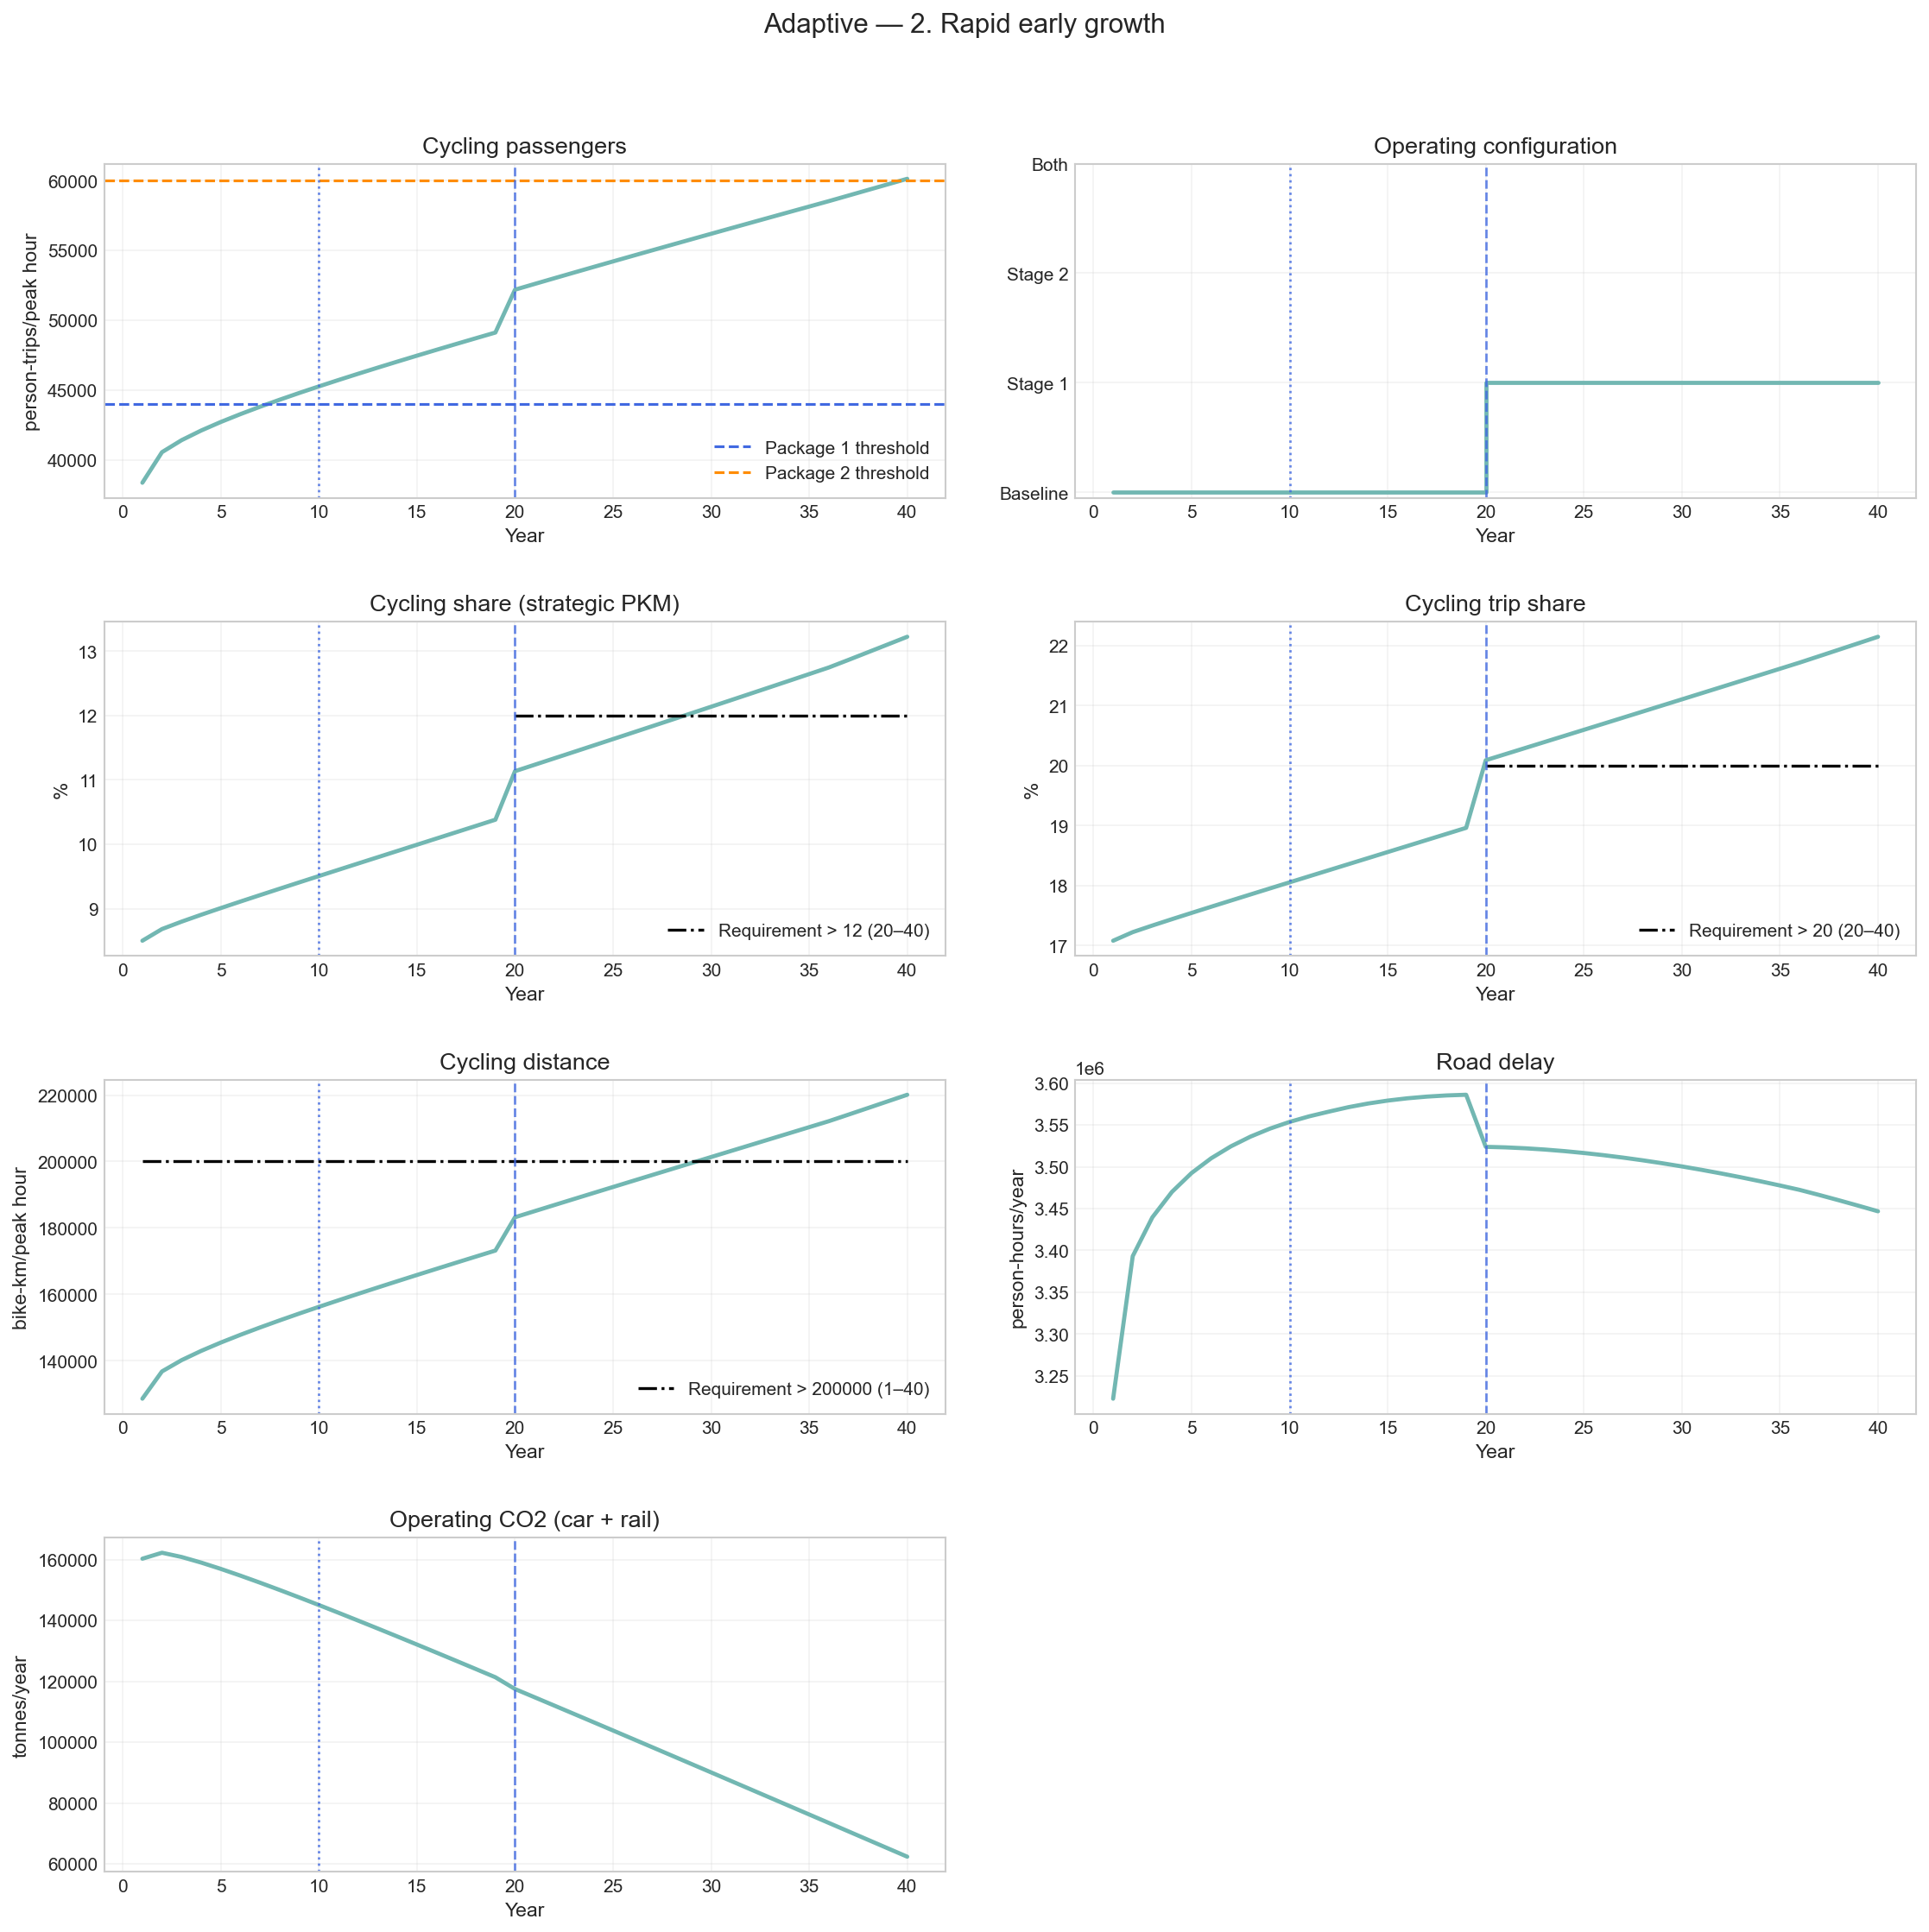 Adaptive — 2. Rapid early growth
Cycling passengers
person-trips/peak hour
60000
55000
50000
45000
40000
Package 1 threshold
Package 2 threshold
0 5 10 15 20 25 30 35 40
Year
Operating configuration
Both
Stage 2
Stage 1
Baseline
0 5 10 15 20 25 30 35 40
Year
Cycling share (strategic PKM)
%
13
12
11
10
9
Requirement > 12 (20–40)
0 5 10 15 20 25 30 35 40
Year
Cycling trip share
%
22
21
20
19
18
17
Requirement > 20 (20–40)
0 5 10 15 20 25 30 35 40
Year
Cycling distance
bike-km/peak hour
220000
200000
180000
160000
140000
Requirement > 200000 (1–40)
0 5 10 15 20 25 30 35 40
Year
Road delay
1e6
person-hours/year
3.60
3.55
3.50
3.45
3.40
3.35
3.30
3.25
0 5 10 15 20 25 30 35 40
Year
Operating CO2 (car + rail)
tonnes/year
160000
140000
120000
100000
80000
60000
0 5 10 15 20 25 30 35 40
Year